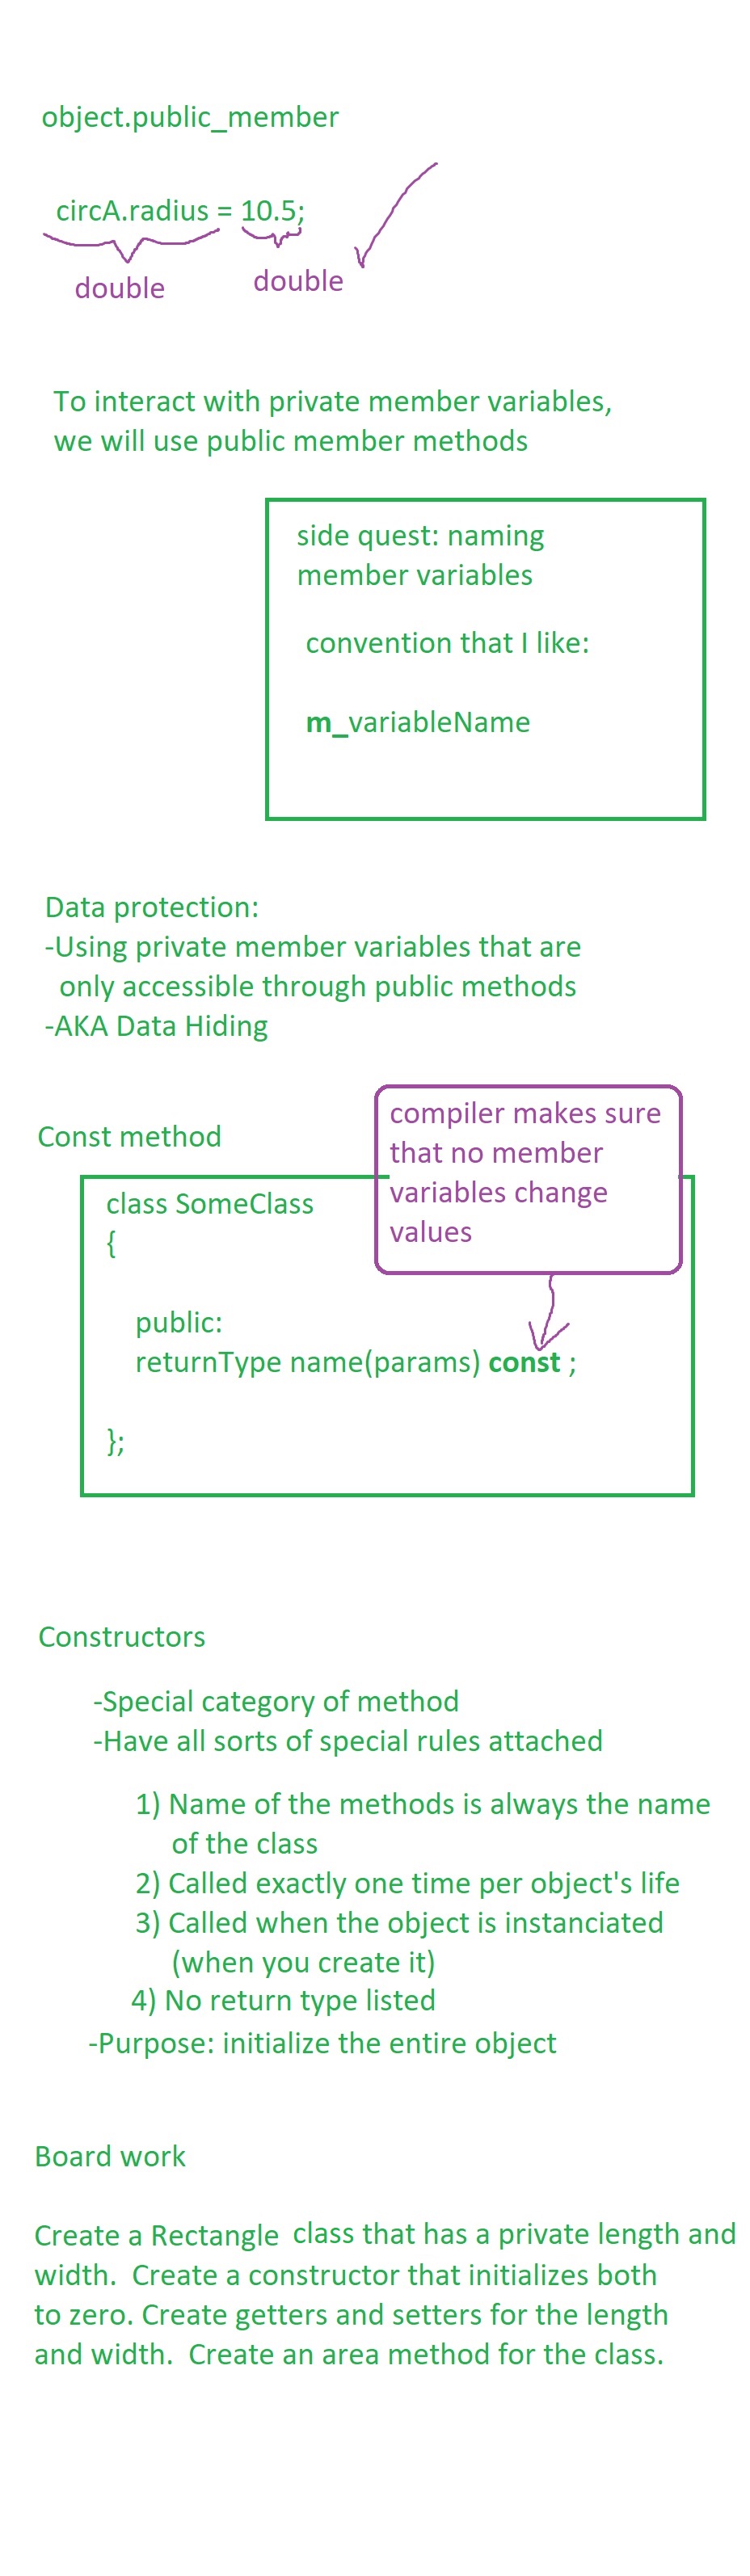 object.public_member
circA.radius = 10.5;
double double
To interact with private member variables,
we will use public member methods
side quest: naming
member variables
convention that I like:
m_variableName
Data protection:
-Using private member variables that are
only accessible through public methods
-AKA Data Hiding
Const method
compiler makes sure
that no member
variables change
values
class SomeClass
{
public:
returnType name(params) const ;
};
Constructors
-Special category of method
-Have all sorts of special rules attached
1) Name of the methods is always the name
of the class
2) Called exactly one time per object's life
3) Called when the object is instanciated
(when you create it)
4) No return type listed
-Purpose: initialize the entire object
Board work
Create a Rectangle class that has a private length and
width.  Create a constructor that initializes both
to zero. Create getters and setters for the length
and width.  Create an area method for the class.